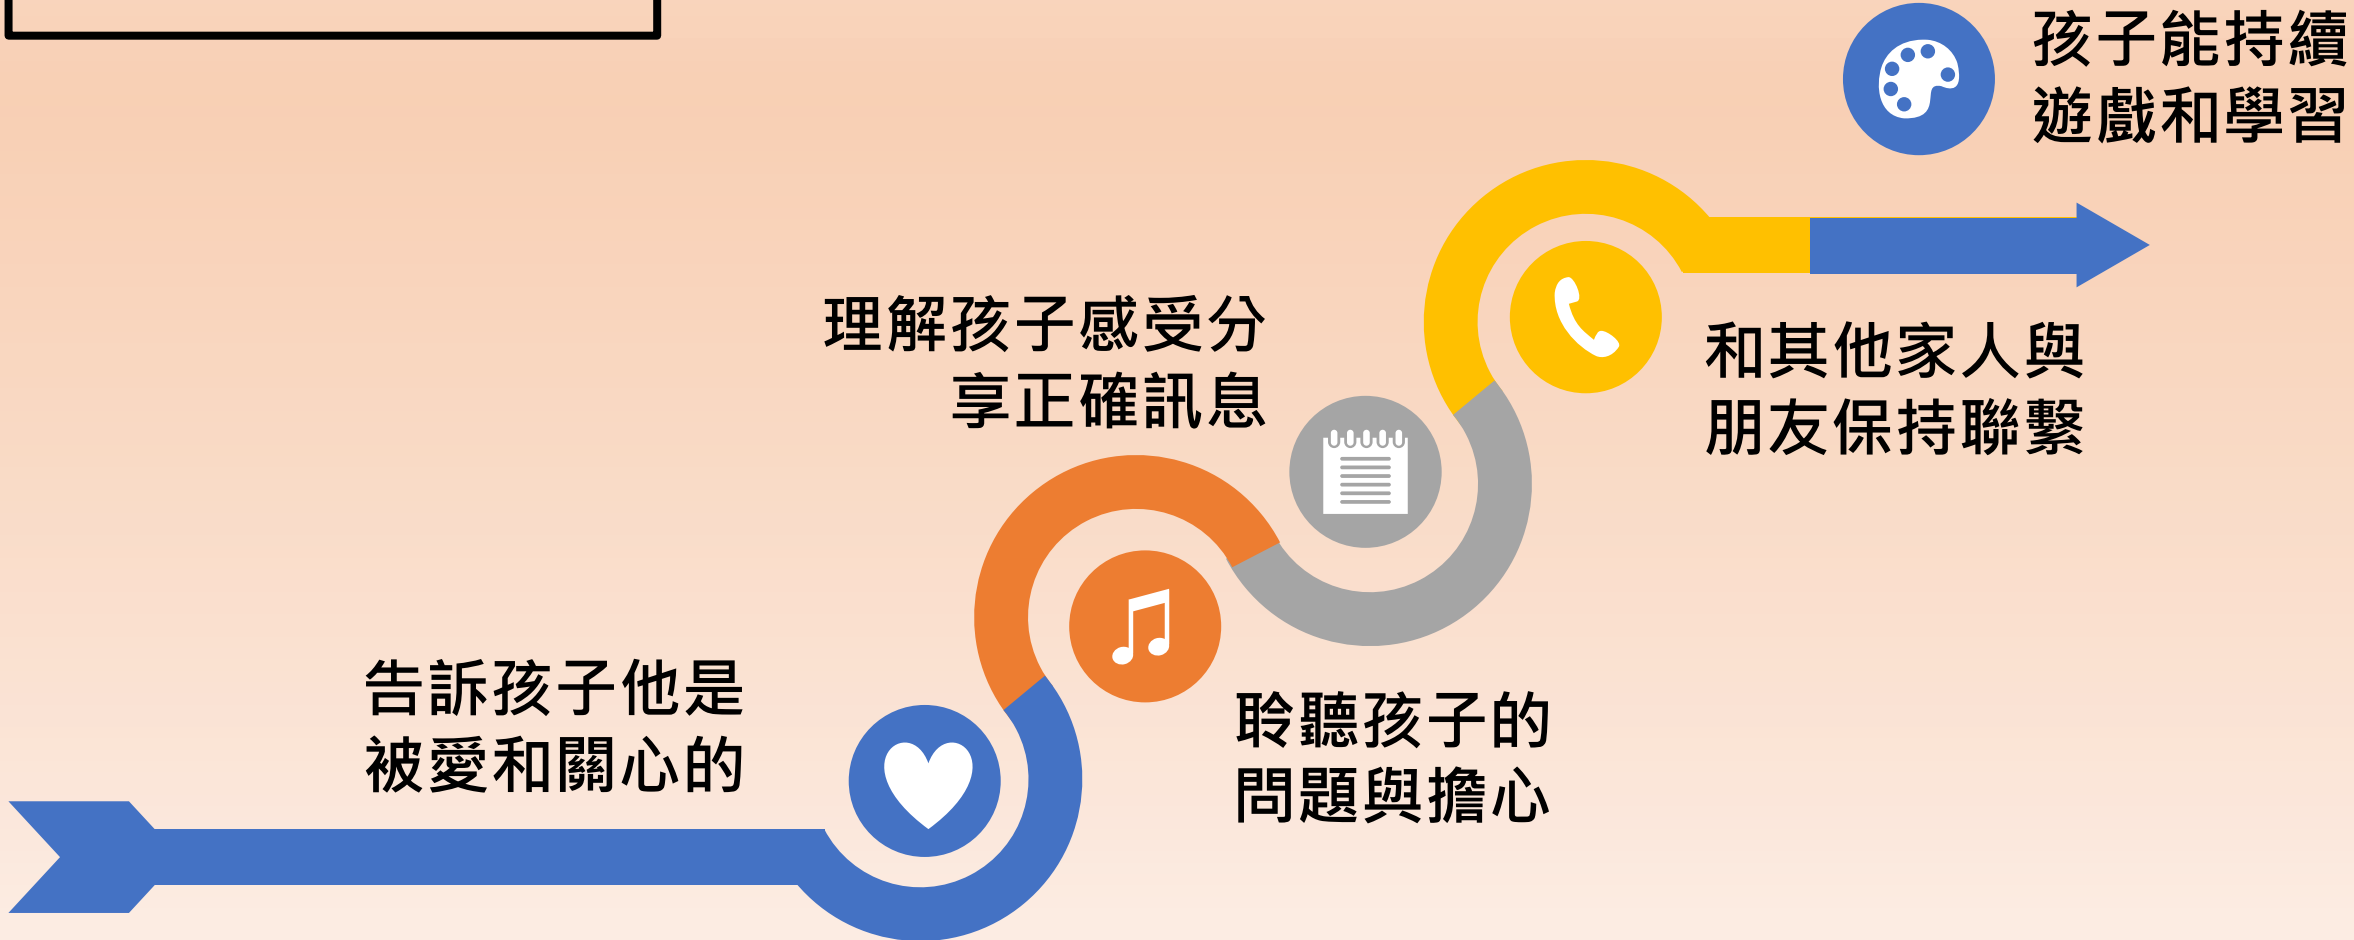 孩子能持續
遊戲和學習
理解孩子感受分
享正確訊息
和其他家人與
朋友保持聯繫
告訴孩子他是
被愛和關心的
聆聽孩子的
問題與擔心